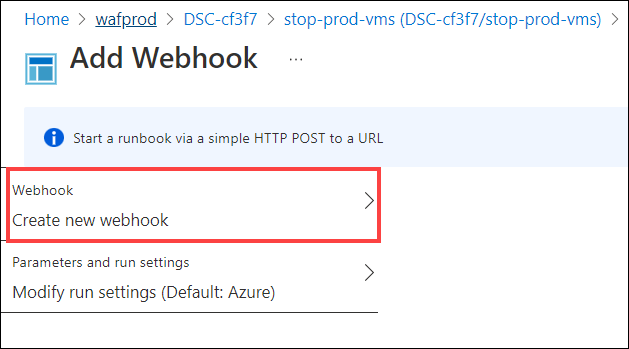 Home > wafprod > DSC-cf3f7 > stop-prod-vms (DSC-cf3f7/stop-prod-vms) >
Add Webhook ...
Start a runbook via a simple HTTP POST to a URL
Webhook
Create new webhook
Parameters and run settings
Modify run settings (Default: Azure)